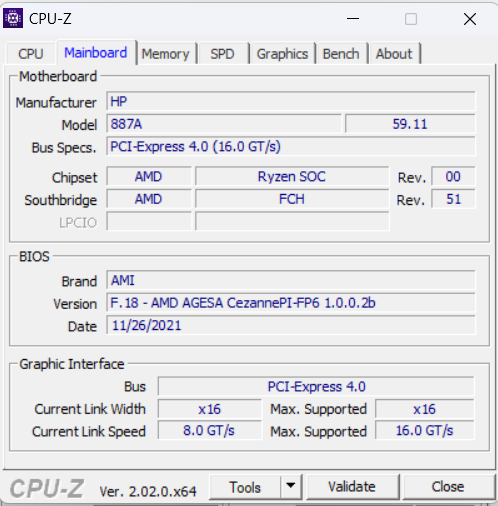 CPU-Z
CPU Mainboard Memory SPD Graphics Bench About
Motherboard
Manufacturer HP
Model 887A 59.11
Bus Specs. PCI-Express 4.0 (16.0 GT/s)
Chipset AMD Ryzen SOC Rev. 00
Southbridge AMD FCH Rev. 51
LPCIO
BIOS
Brand AMI
Version F.18 - AMD AGESA CezannePI-FP6 1.0.0.2b
Date 11/26/2021
Graphic Interface
Bus PCI-Express 4.0
Current Link Width x16 Max. Supported x16
Current Link Speed 8.0 GT/s Max. Supported 16.0 GT/s
CPU-Z Ver. 2.02.0.x64 Tools Validate Close